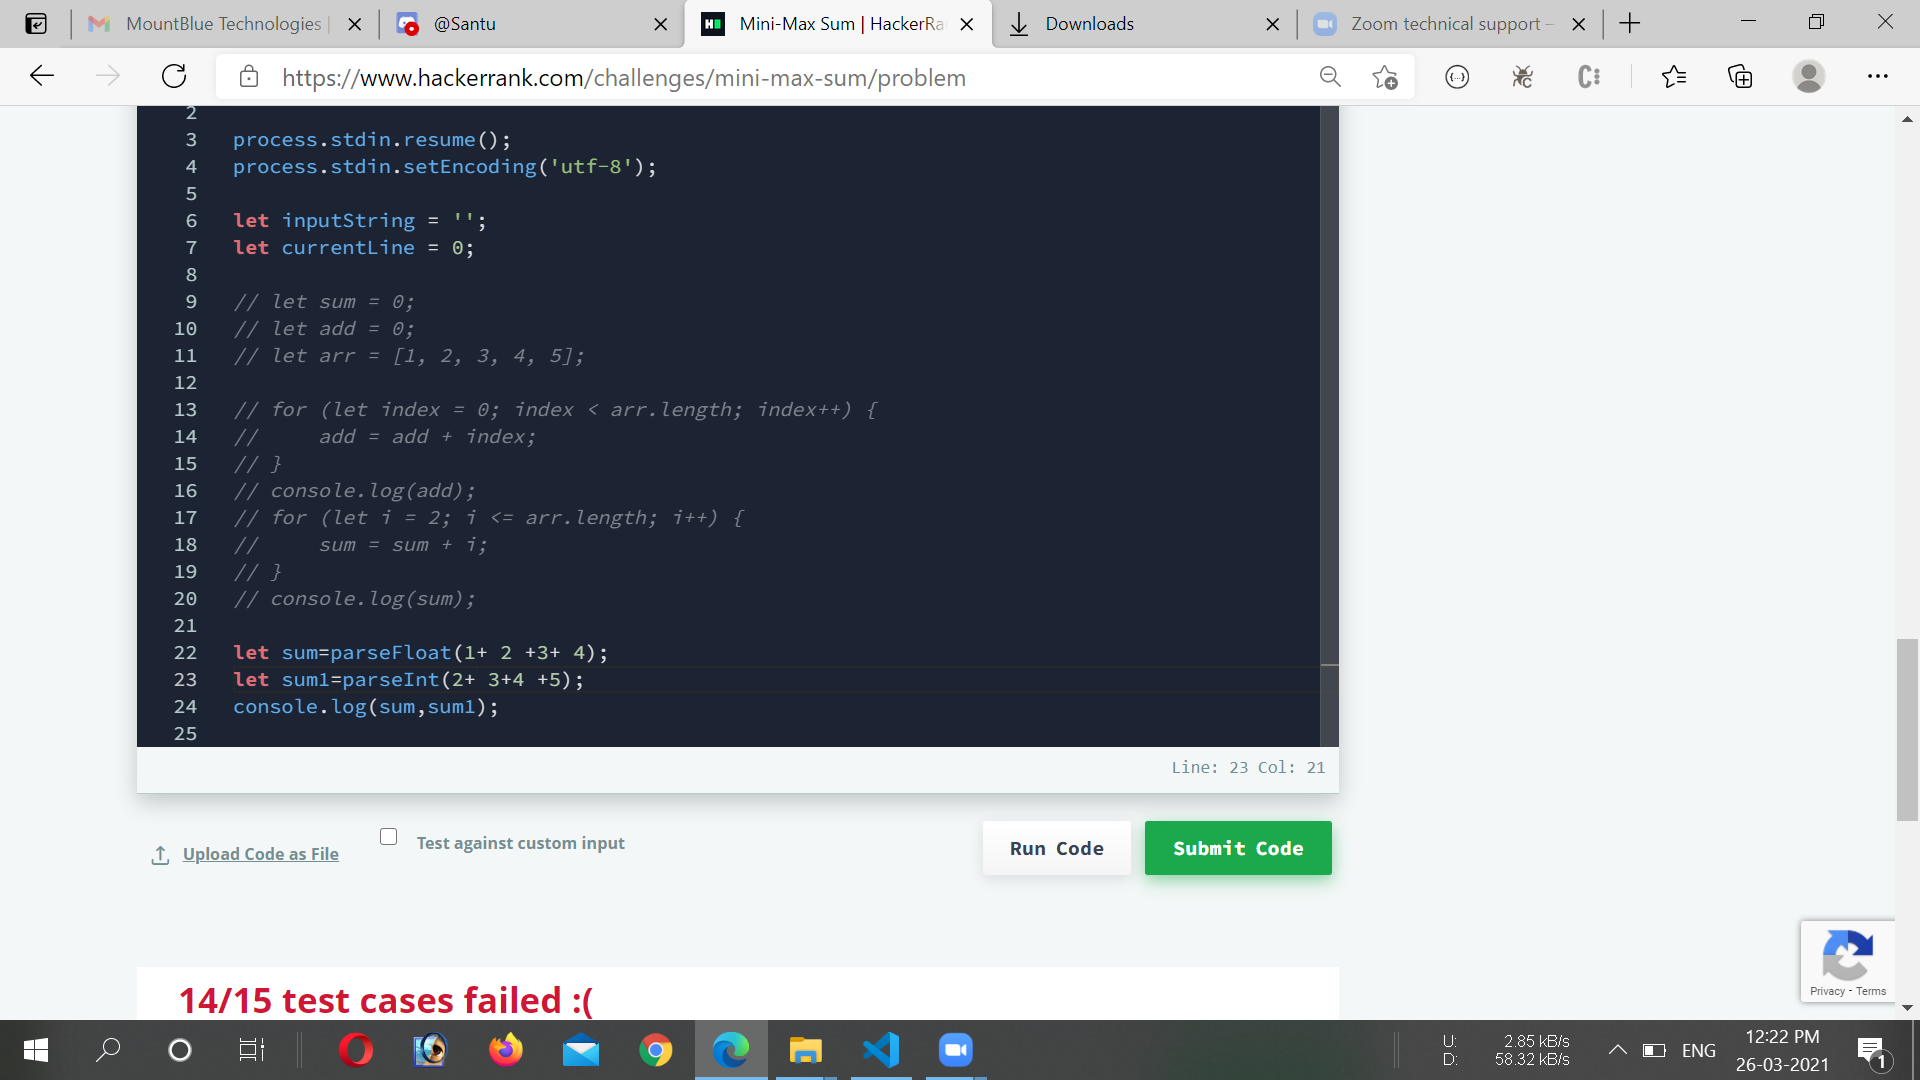 MountBlue Technologies |
@Santu
Mini-Max Sum | HackerRa
Downloads
Zoom technical support –
https://www.hackerrank.com/challenges/mini-max-sum/problem
2
3 process.stdin.resume();
4 process.stdin.setEncoding('utf-8');
5
6 let inputString = '';
7 let currentLine = 0;
8
9 // let sum = 0;
10 // let add = 0;
11 // let arr = [1, 2, 3, 4, 5];
12
13 // for (let index = 0; index < arr.length; index++) {
14 //     add = add + index;
15 // }
16 // console.log(add);
17 // for (let i = 2; i <= arr.length; i++) {
18 //     sum = sum + i;
19 // }
20 // console.log(sum);
21
22 let sum=parseFloat(1+ 2 +3+ 4);
23 let sum1=parseInt(2+ 3+4 +5);
24 console.log(sum,sum1);
25
Line: 23 Col: 21
Upload Code as File
Test against custom input
Run Code
Submit Code
Privacy - Terms
14/15 test cases failed :(
U: 2.85 kB/s
D: 58.32 kB/s
ENG
12:22 PM
26-03-2021
1